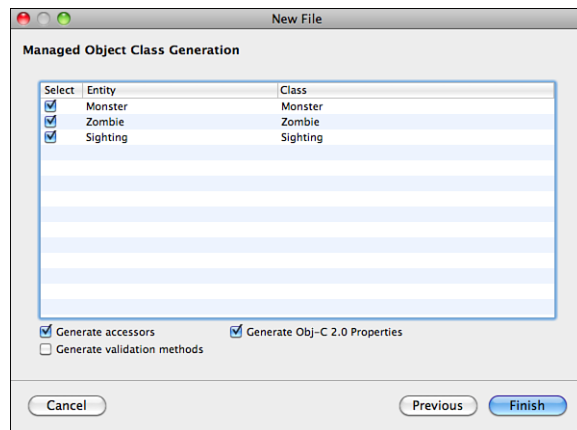 New File
Managed Object Class Generation
Select Entity Class
Monster Monster
Zombie Zombie
Sighting Sighting
Generate accessors Generate Obj-C 2.0 Properties
Generate validation methods
Cancel Previous Finish